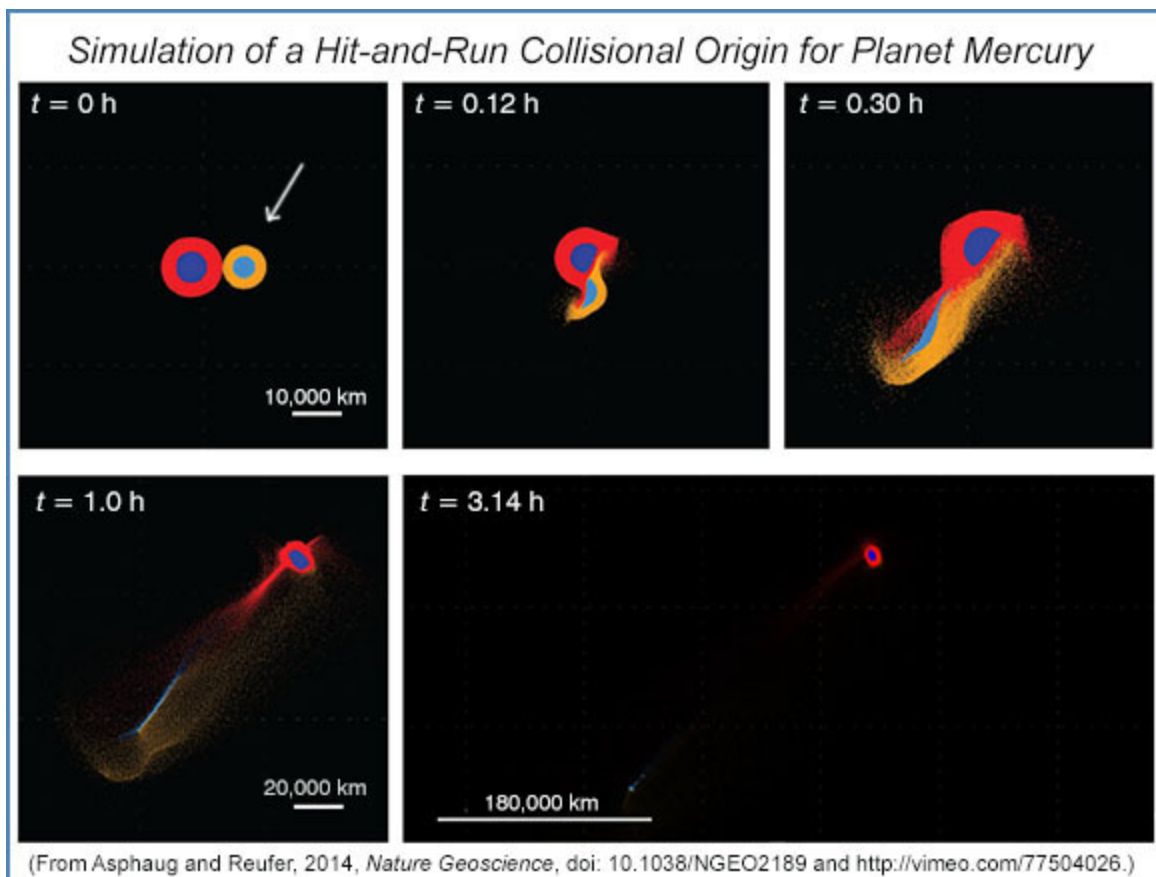 Simulation of a Hit-and-Run Collisional Origin for Planet Mercury
t = 0 h
10,000 km
t = 0.12 h
t = 0.30 h
t = 1.0 h
20,000 km
t = 3.14 h
180,000 km
(From Asphaug and Reufer, 2014, Nature Geoscience, doi: 10.1038/NGEO2189 and http://vimeo.com/77504026.)